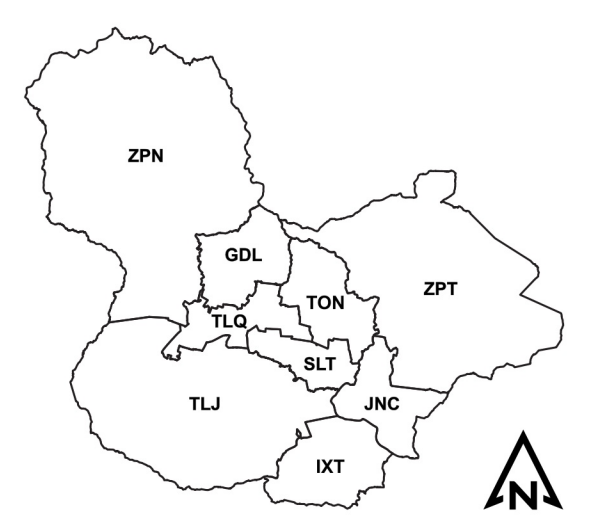 ZPN
GDL
ZPT
TON
TLQ
SLT
TLJ
JNC
IXT
N